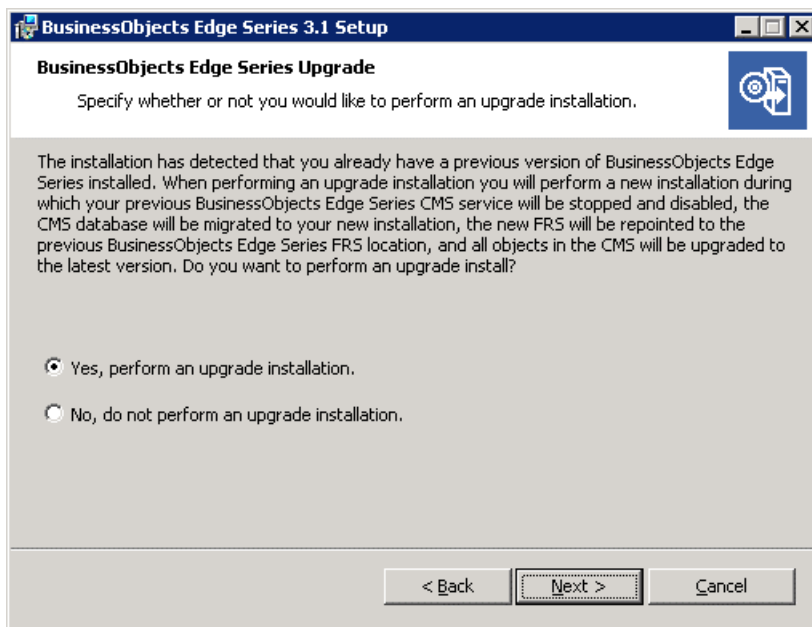 BusinessObjects Edge Series 3.1 Setup
BusinessObjects Edge Series Upgrade
Specify whether or not you would like to perform an upgrade installation.
The installation has detected that you already have a previous version of BusinessObjects Edge
Series installed. When performing an upgrade installation you will perform a new installation during
which your previous BusinessObjects Edge Series CMS service will be stopped and disabled, the
CMS database will be migrated to your new installation, the new FRS will be repointed to the
previous BusinessObjects Edge Series FRS location, and all objects in the CMS will be upgraded to
the latest version. Do you want to perform an upgrade install?
Yes, perform an upgrade installation.
No, do not perform an upgrade installation.
< Back Next > Cancel